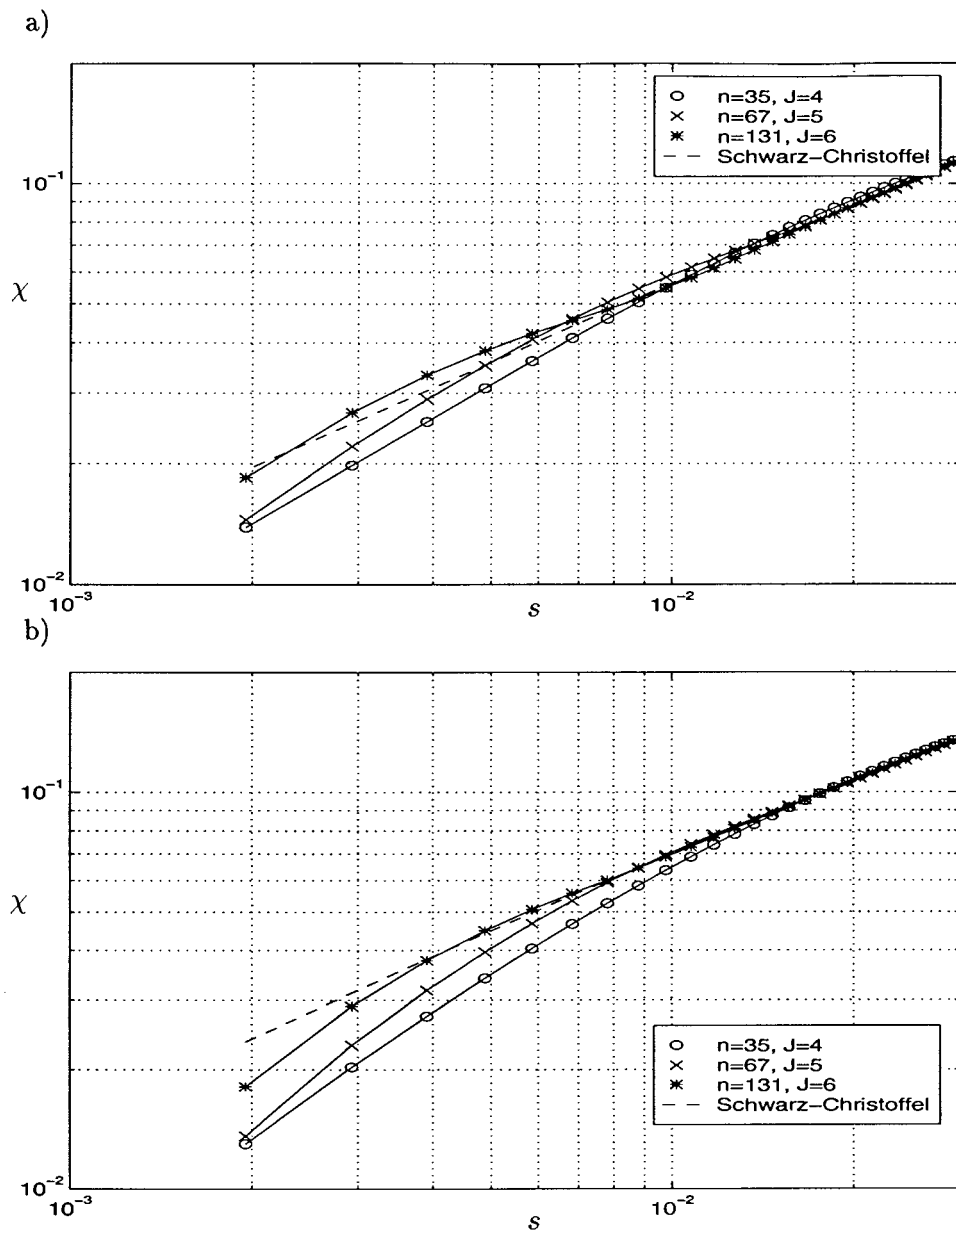 a)
n=35, J=4
n=67, J=5
n=131, J=6
Schwarz-Christoffel
10⁻¹
χ
10⁻²
10⁻³
s
10⁻²
b)
10⁻¹
χ
n=35, J=4
n=67, J=5
n=131, J=6
Schwarz-Christoffel
10⁻²
10⁻³
s
10⁻²